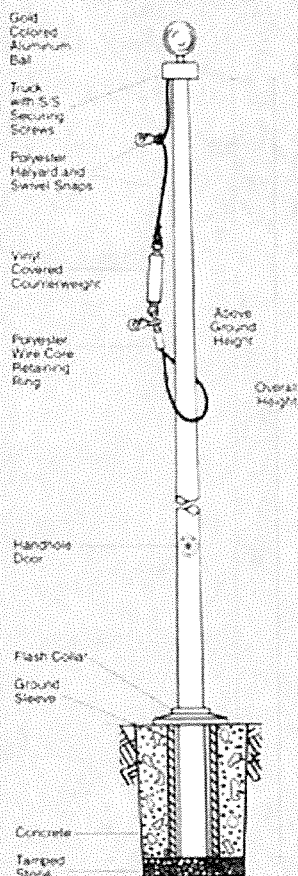 Gold
Colored
Aluminum
Ball
Truck
with S/S
Securing
Screws
Polyester
Halyard and
Swivel Snaps
Vinyl
Covered
Counterweight
Above
Ground
Height
Polyester
Wire Core
Retaining
Ring
Overall
Height
Handhole
Door
Flash Collar
Ground
Sleeve
Concrete
Tamped
Stone